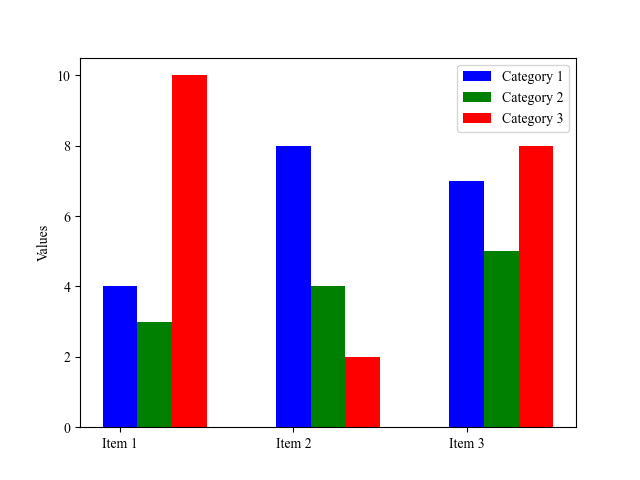 Category 1
Category 2
Category 3
10
8
6
4
2
0
Values
Item 1
Item 2
Item 3